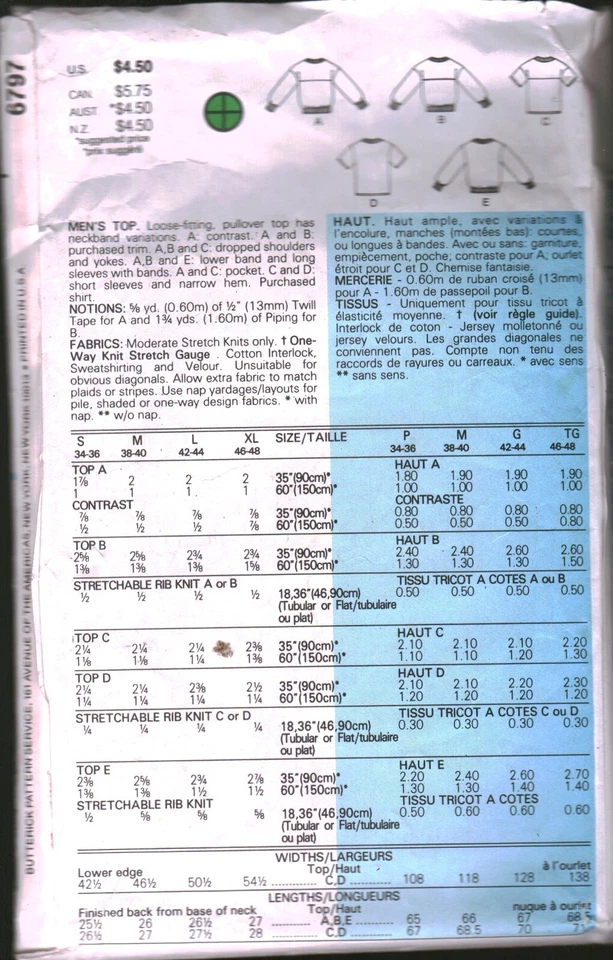 6797
U.S. $4.50
CAN. $5.75
AUST. *$4.50
N.Z. $4.50
*suggested price
*prix suggéré
A
B
C
D
E
MEN'S TOP. Loose-fitting, pullover top has
neckband variations. A: contrast. A and B:
purchased trim. A,B and C: dropped shoulders
and yokes. A,B and E: lower band and long
sleeves with bands. A and C: pocket. C and D:
short sleeves and narrow hem. Purchased
shirt.
NOTIONS: ⅝ yd. (0.60m) of ½" (13mm) Twill
Tape for A and 1¾ yds. (1.60m) of Piping for
B.
FABRICS: Moderate Stretch Knits only. † One-
Way Knit Stretch Gauge . Cotton Interlock,
Sweatshirting and Velour. Unsuitable for
obvious diagonals. Allow extra fabric to match
plaids or stripes. Use nap yardages/layouts for
pile, shaded or one-way design fabrics. * with
nap. ** w/o nap.
HAUT. Haut ample, avec variations à
l'encolure, manches (montées bas): courtes,
ou longues à bandes. Avec ou sans: garniture,
empiècement, poche; contraste pour A; ourlet
étroit pour C et D. Chemise fantaisie.
MERCERIE - 0.60m de ruban croisé (13mm)
pour A - 1.60m de passepoil pour B.
TISSUS - Uniquement pour tissu tricot à
élasticité moyenne. † (voir règle guide).
Interlock de coton - Jersey molletonné ou
jersey velours. Les grandes diagonales ne
conviennent pas. Compte non tenu des
raccords de rayures ou carreaux. * avec sens
** sans sens.
S M L XL SIZE/TAILLE P M G TG
34-36 38-40 42-44 46-48 34-36 38-40 42-44 46-48
TOP A HAUT A
1⅞ 2 2 2 35"(90cm)* 1.80 1.90 1.90 1.90
1 1 1 1 60"(150cm)* 1.00 1.00 1.00 1.00
CONTRAST CONTRASTE
⅞ ⅞ ⅞ ⅞ 35"(90cm)* 0.80 0.80 0.80 0.80
½ ½ ½ ⅞ 60"(150cm)* 0.50 0.50 0.50 0.80
TOP B HAUT B
2⅝ 2⅝ 2¾ 2¾ 35"(90cm)* 2.40 2.40 2.60 2.60
1⅜ 1⅜ 1⅜ 1⅝ 60"(150cm)* 1.30 1.30 1.30 1.50
STRETCHABLE RIB KNIT A or B TISSU TRICOT A COTES A ou B
½ ½ ½ ½ 18,36"(46,90cm) 0.50 0.50 0.50 0.50
(Tubular or Flat/tubulaire
ou plat)
TOP C HAUT C
2¼ 2¼ 2¼ 2⅜ 35"(90cm)* 2.10 2.10 2.10 2.20
1⅛ 1⅛ 1¼ 1⅜ 60"(150cm)* 1.10 1.10 1.20 1.30
TOP D HAUT D
2¼ 2¼ 2⅜ 2½ 35"(90cm)* 2.10 2.10 2.20 2.30
1¼ 1¼ 1¼ 1¼ 60"(150cm)* 1.20 1.20 1.20 1.20
STRETCHABLE RIB KNIT C or D TISSU TRICOT A COTES C ou D
¼ ¼ ¼ ¼ 18,36"(46,90cm) 0.30 0.30 0.30 0.30
(Tubular or Flat/tubulaire
ou plat)
TOP E HAUT E
2⅜ 2⅝ 2¾ 2⅞ 35"(90cm)* 2.20 2.40 2.60 2.70
1⅜ 1⅜ 1½ 1½ 60"(150cm)* 1.30 1.30 1.40 1.40
STRETCHABLE RIB KNIT TISSU TRICOT A COTES
½ ⅝ ⅝ ⅝ 18,36"(46,90cm) 0.50 0.60 0.60 0.60
(Tubular or Flat/tubulaire
ou plat)
WIDTHS/LARGEURS
Lower edge Top/Haut à l'ourlet
42½ 46½ 50½ 54½ C,D 108 118 128 138
LENGTHS/LONGUEURS
Finished back from base of neck Top/Haut nuque à ourlet
25½ 26 26½ 27 A,B,E 65 66 67 68.5
26½ 27 27½ 28 C,D 67 68.5 70
BUTTERICK PATTERN SERVICE, 161 AVENUE OF THE AMERICAS, NEW YORK, NEW YORK 10013 • PRINTED IN U.S.A.